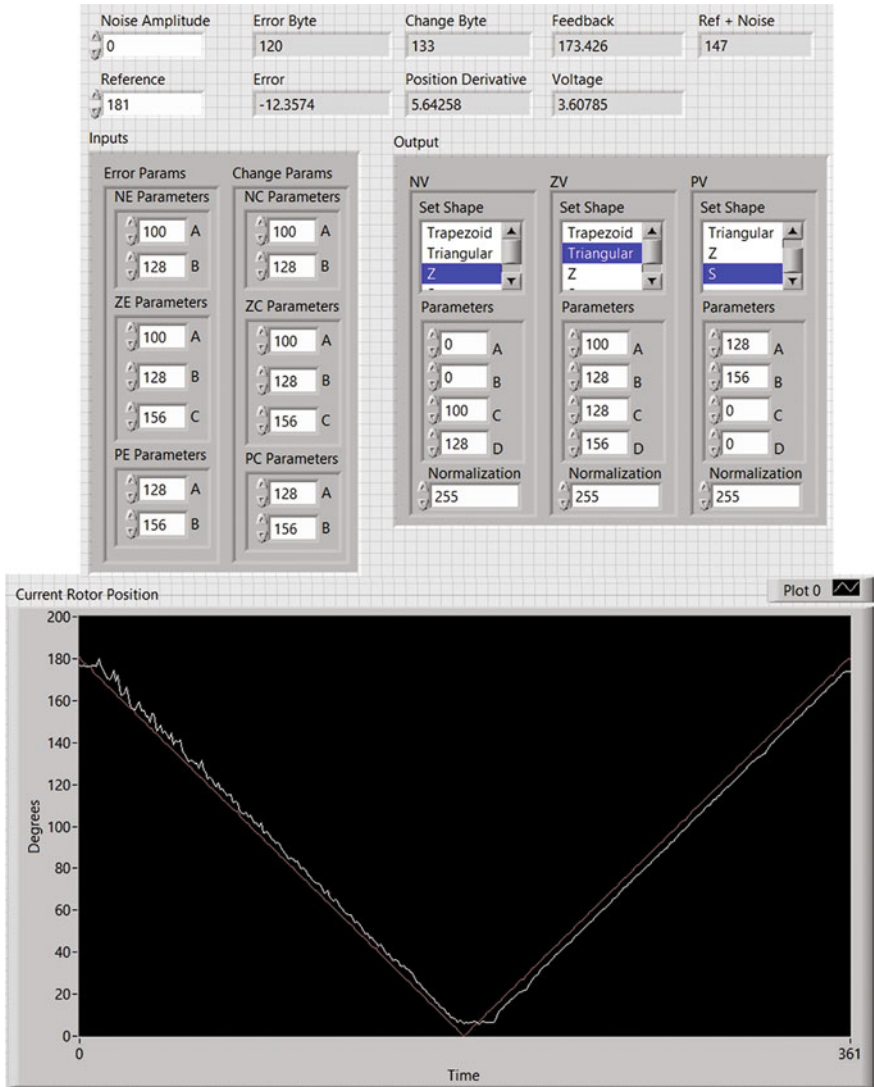 Noise Amplitude Error Byte Change Byte Feedback Ref + Noise
0 120 133 173.426 147
Reference Error Position Derivative Voltage
181 -12.3574 5.64258 3.60785
Inputs
Error Params Change Params
NE Parameters NC Parameters
100 A 100 A
128 B 128 B
ZE Parameters ZC Parameters
100 A 100 A
128 B 128 B
156 C 156 C
PE Parameters PC Parameters
128 A 128 A
156 B 156 B
Output
NV ZV PV
Set Shape Set Shape Set Shape
Trapezoid Trapezoid Triangular
Triangular Triangular Z
Z Z S
Parameters Parameters Parameters
0 A 100 A 128 A
0 B 128 B 156 B
100 C 128 C 0 C
128 D 156 D 0 D
Normalization Normalization Normalization
255 255 255
Current Rotor Position Plot 0
200
180
160
140
120
100
80
60
40
20
0
Degrees
0 361
Time